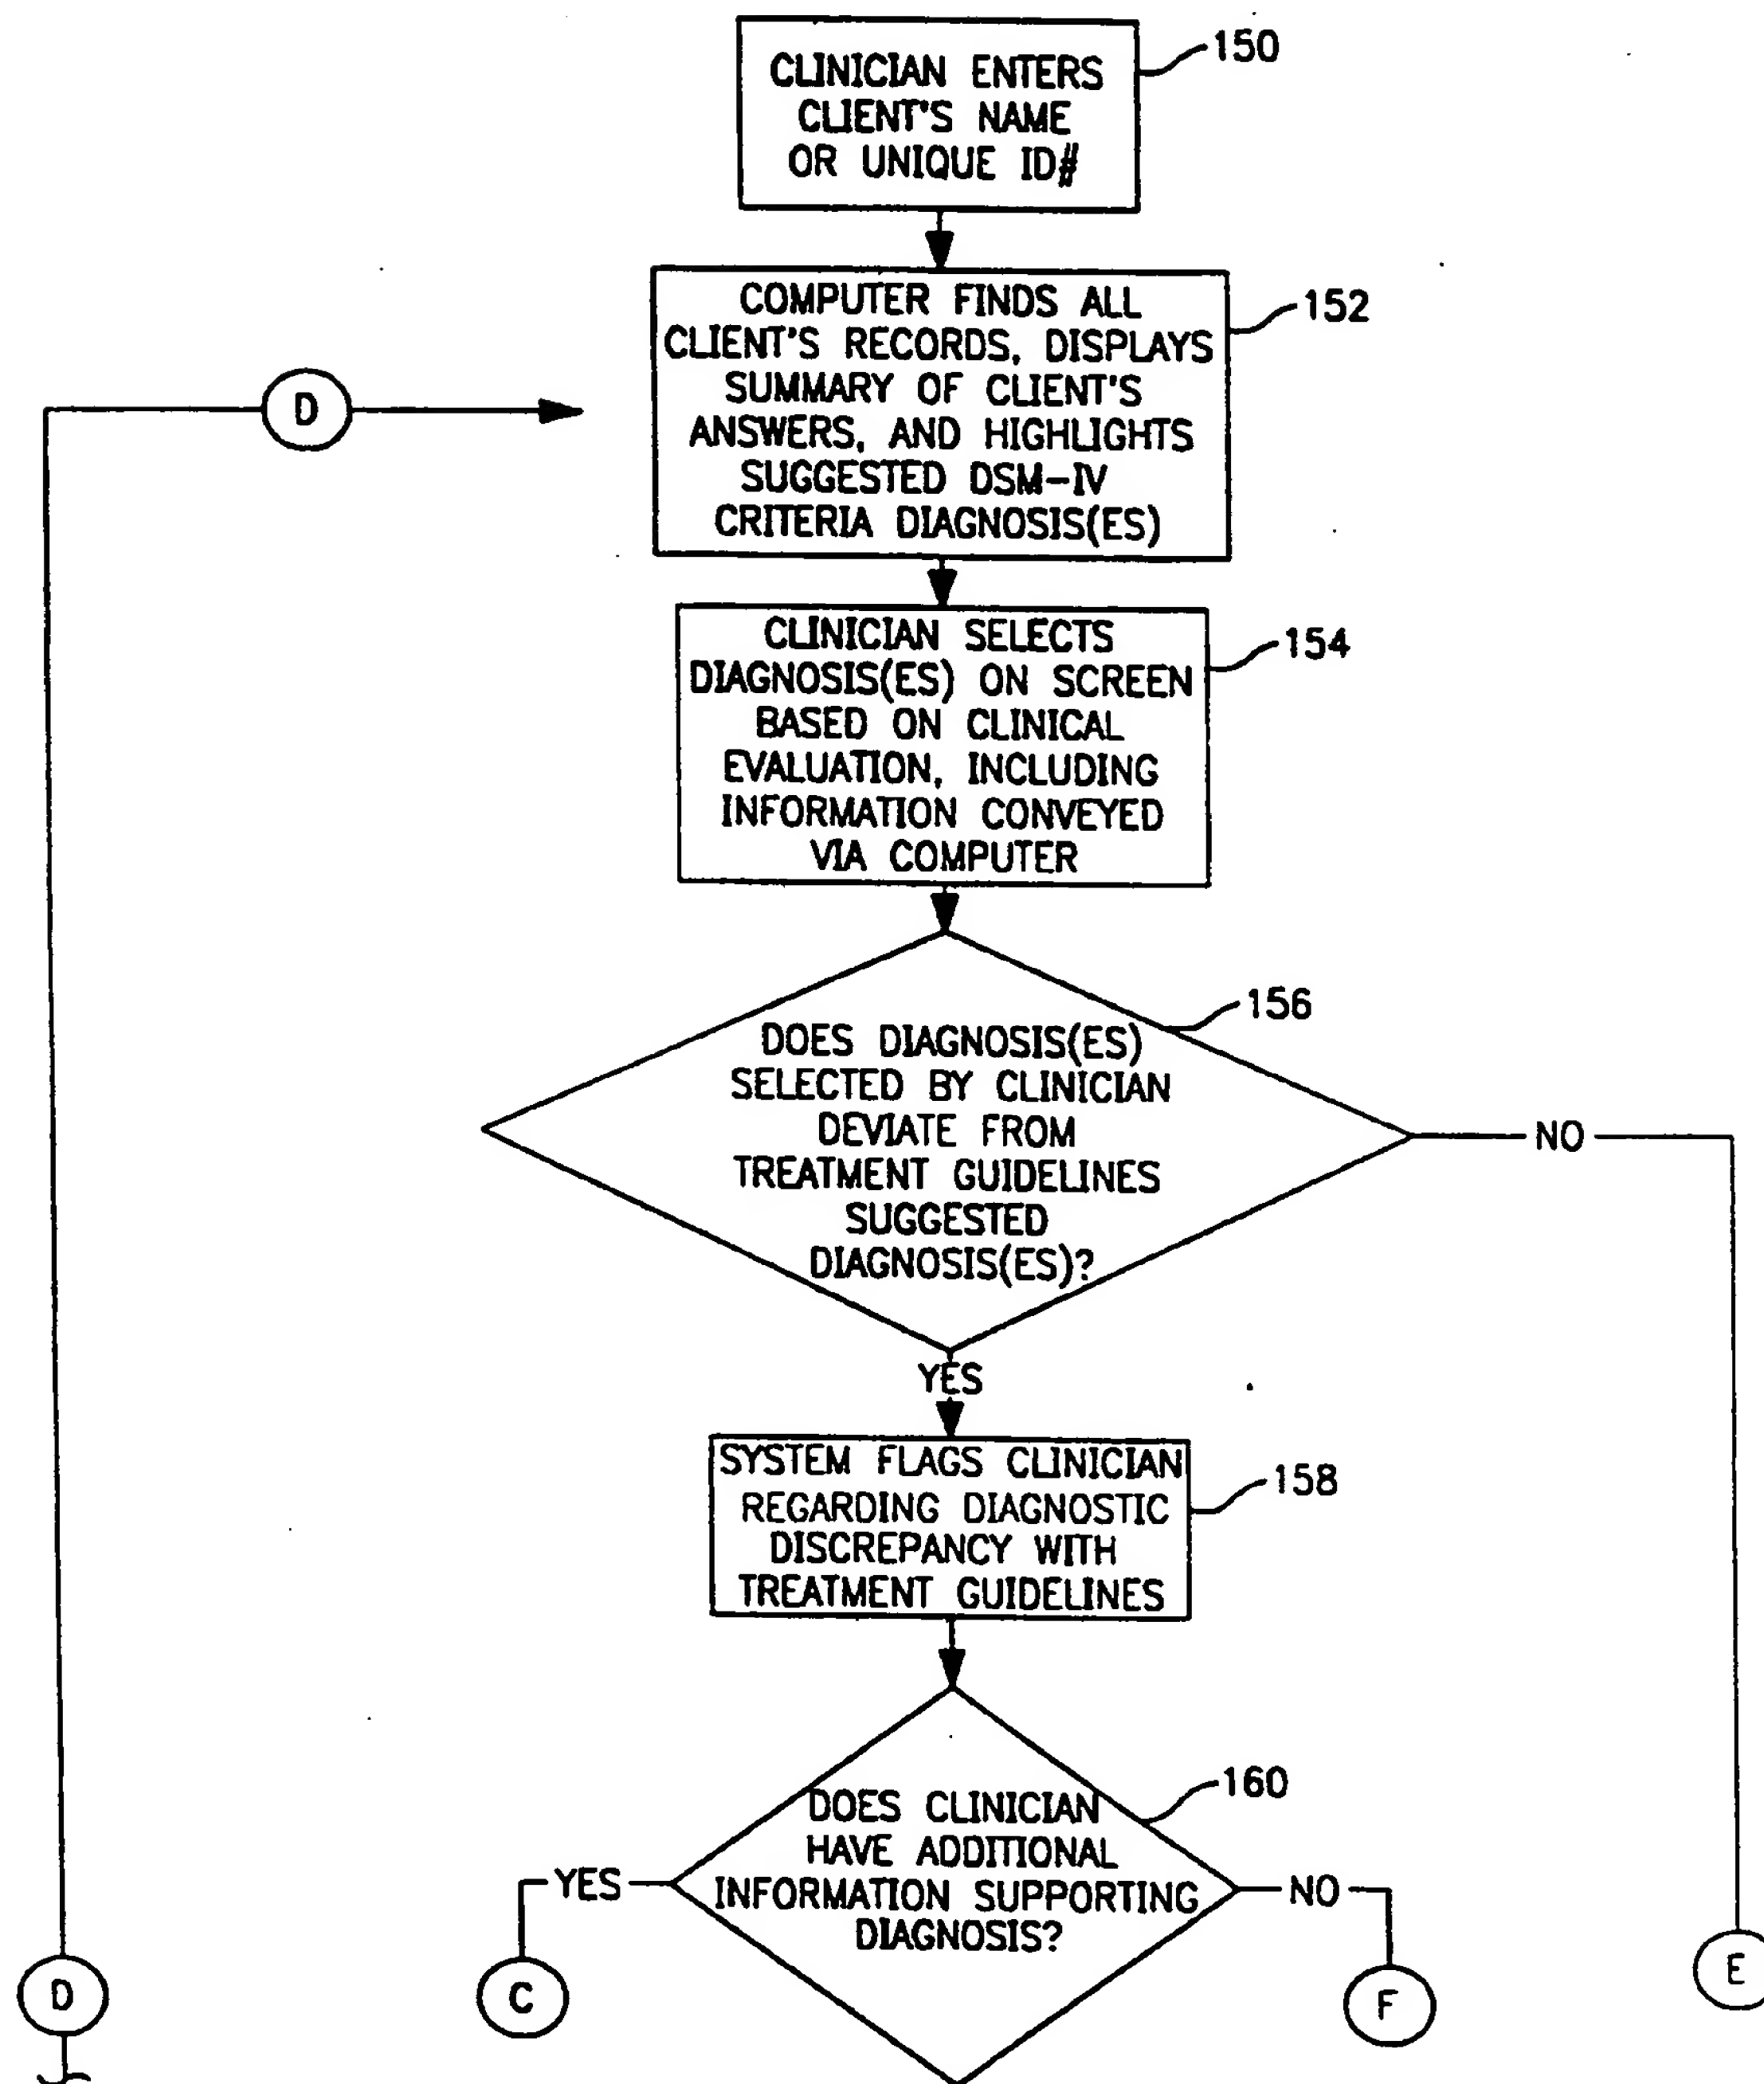 CLINICIAN ENTERS
CLIENT'S NAME
OR UNIQUE ID#
150
COMPUTER FINDS ALL
CLIENT'S RECORDS, DISPLAYS
SUMMARY OF CLIENT'S
ANSWERS, AND HIGHLIGHTS
SUGGESTED DSM-IV
CRITERIA DIAGNOSIS(ES)
152
D
CLINICIAN SELECTS
DIAGNOSIS(ES) ON SCREEN
BASED ON CLINICAL
EVALUATION, INCLUDING
INFORMATION CONVEYED
VIA COMPUTER
154
DOES DIAGNOSIS(ES)
SELECTED BY CLINICIAN
DEVIATE FROM
TREATMENT GUIDELINES
SUGGESTED
DIAGNOSIS(ES)?
156
NO
YES
SYSTEM FLAGS CLINICIAN
REGARDING DIAGNOSTIC
DISCREPANCY WITH
TREATMENT GUIDELINES
158
DOES CLINICIAN
HAVE ADDITIONAL
INFORMATION SUPPORTING
DIAGNOSIS?
160
YES
NO
D
C
F
E